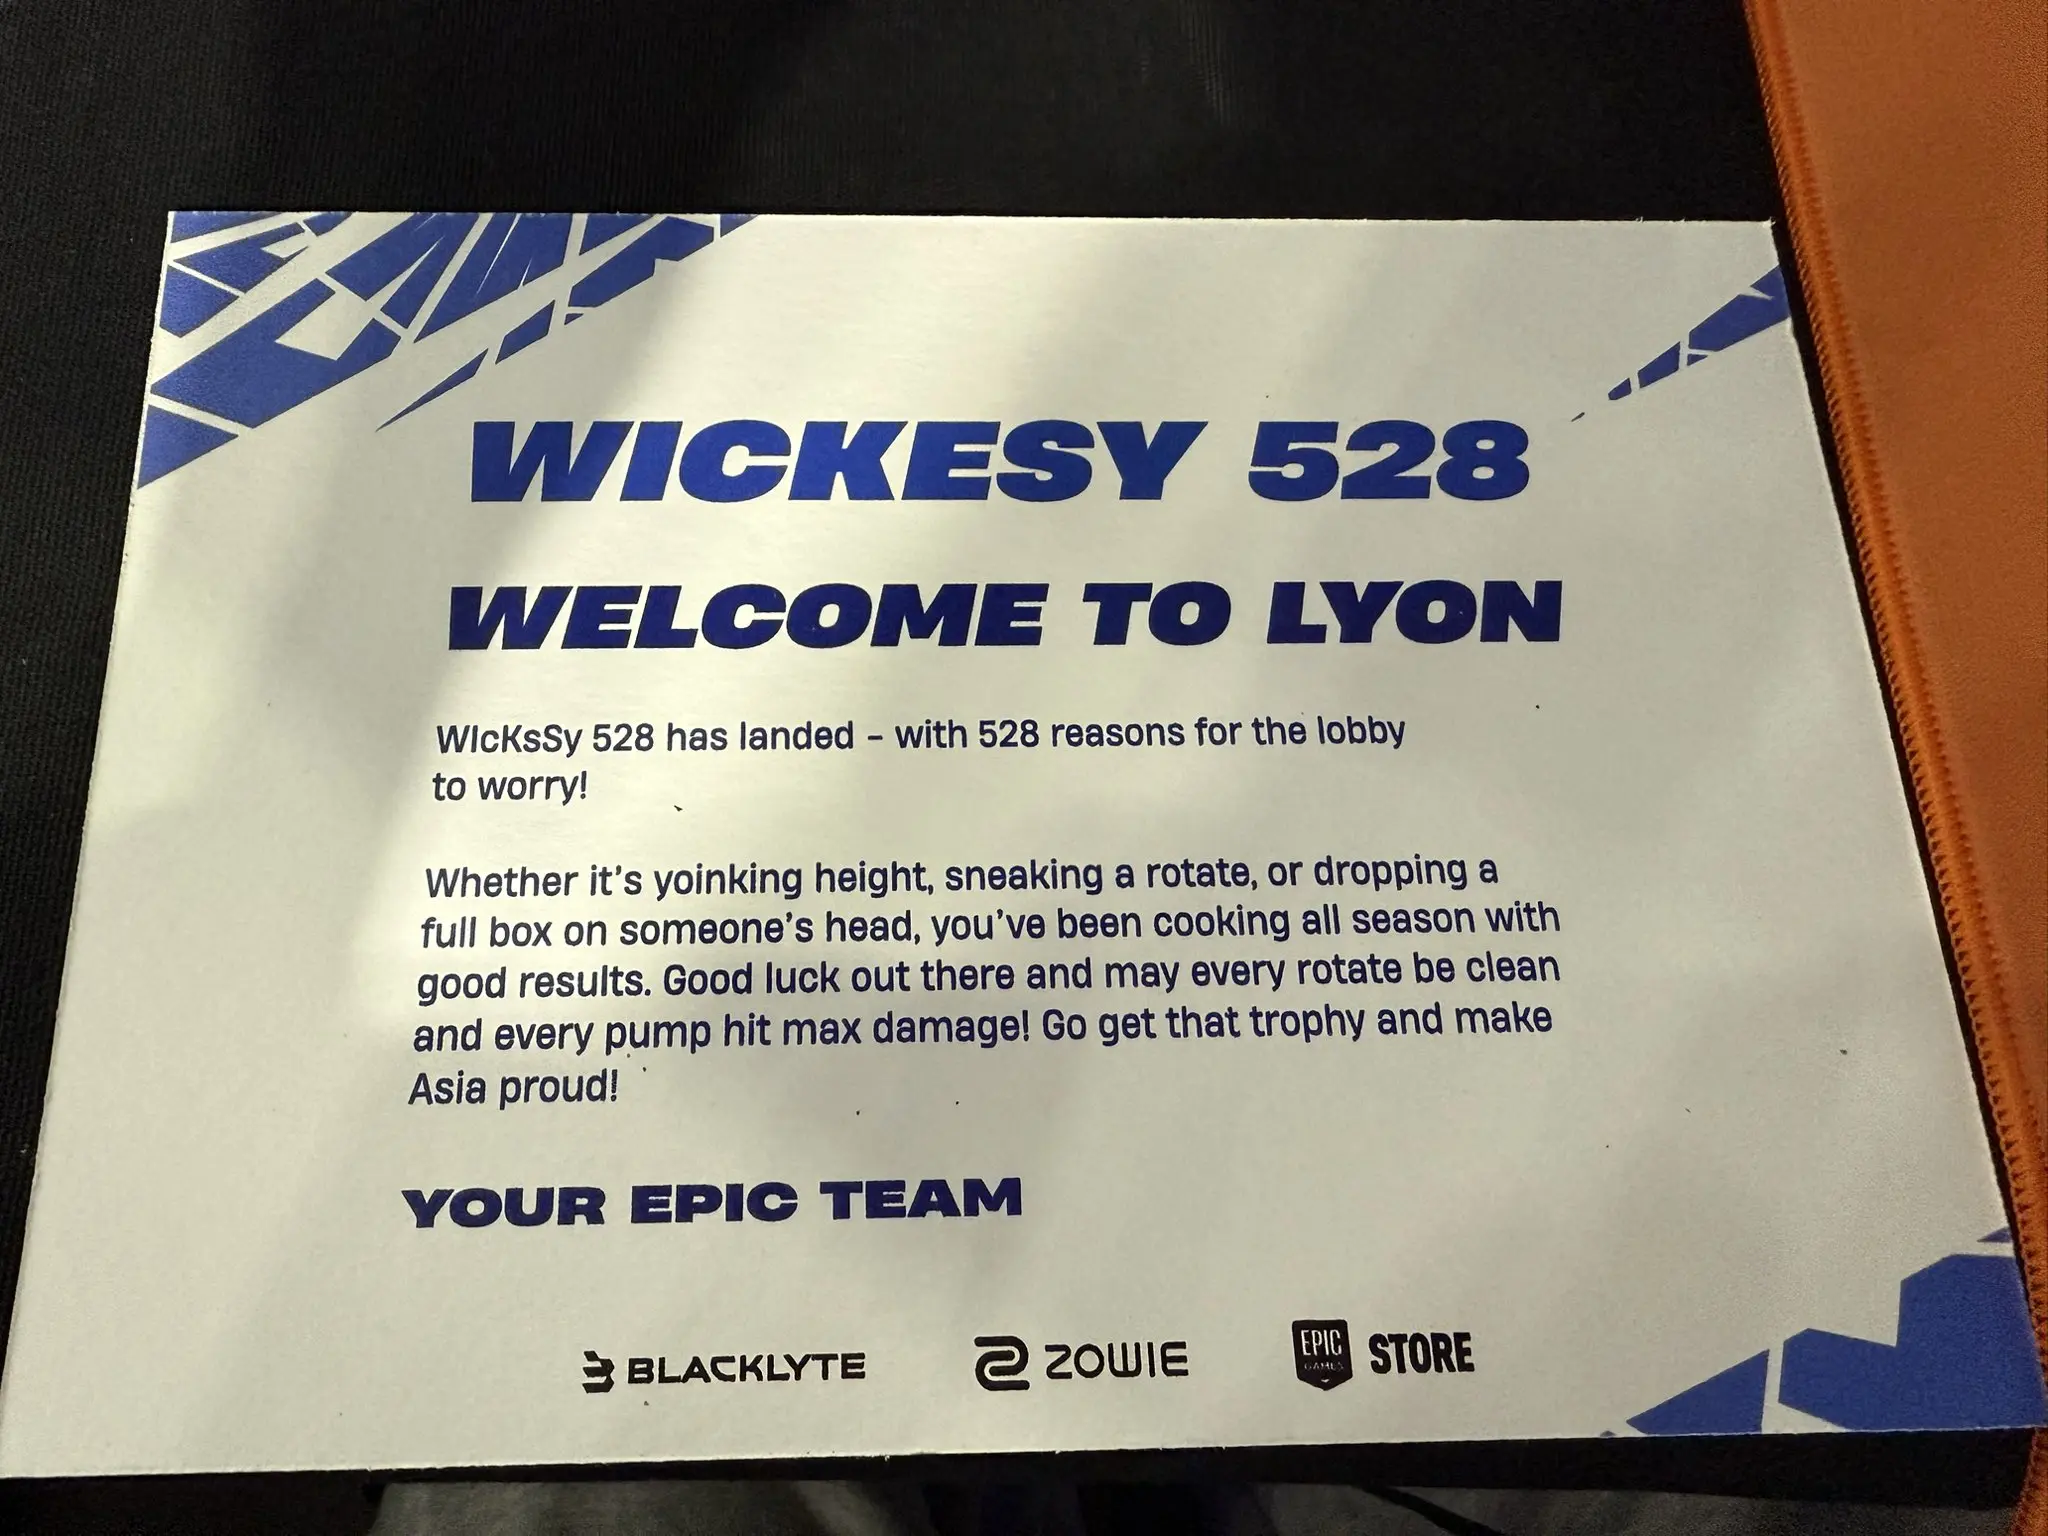 WICKESY 528
WELCOME TO LYON
WIcKsSy 528 has landed – with 528 reasons for the lobby
to worry!
Whether it's yoinking height, sneaking a rotate, or dropping a
full box on someone's head, you've been cooking all season with
good results. Good luck out there and may every rotate be clean
and every pump hit max damage! Go get that trophy and make
Asia proud!
YOUR EPIC TEAM
BLACKLYTE ZOWIE EPIC GAMES STORE